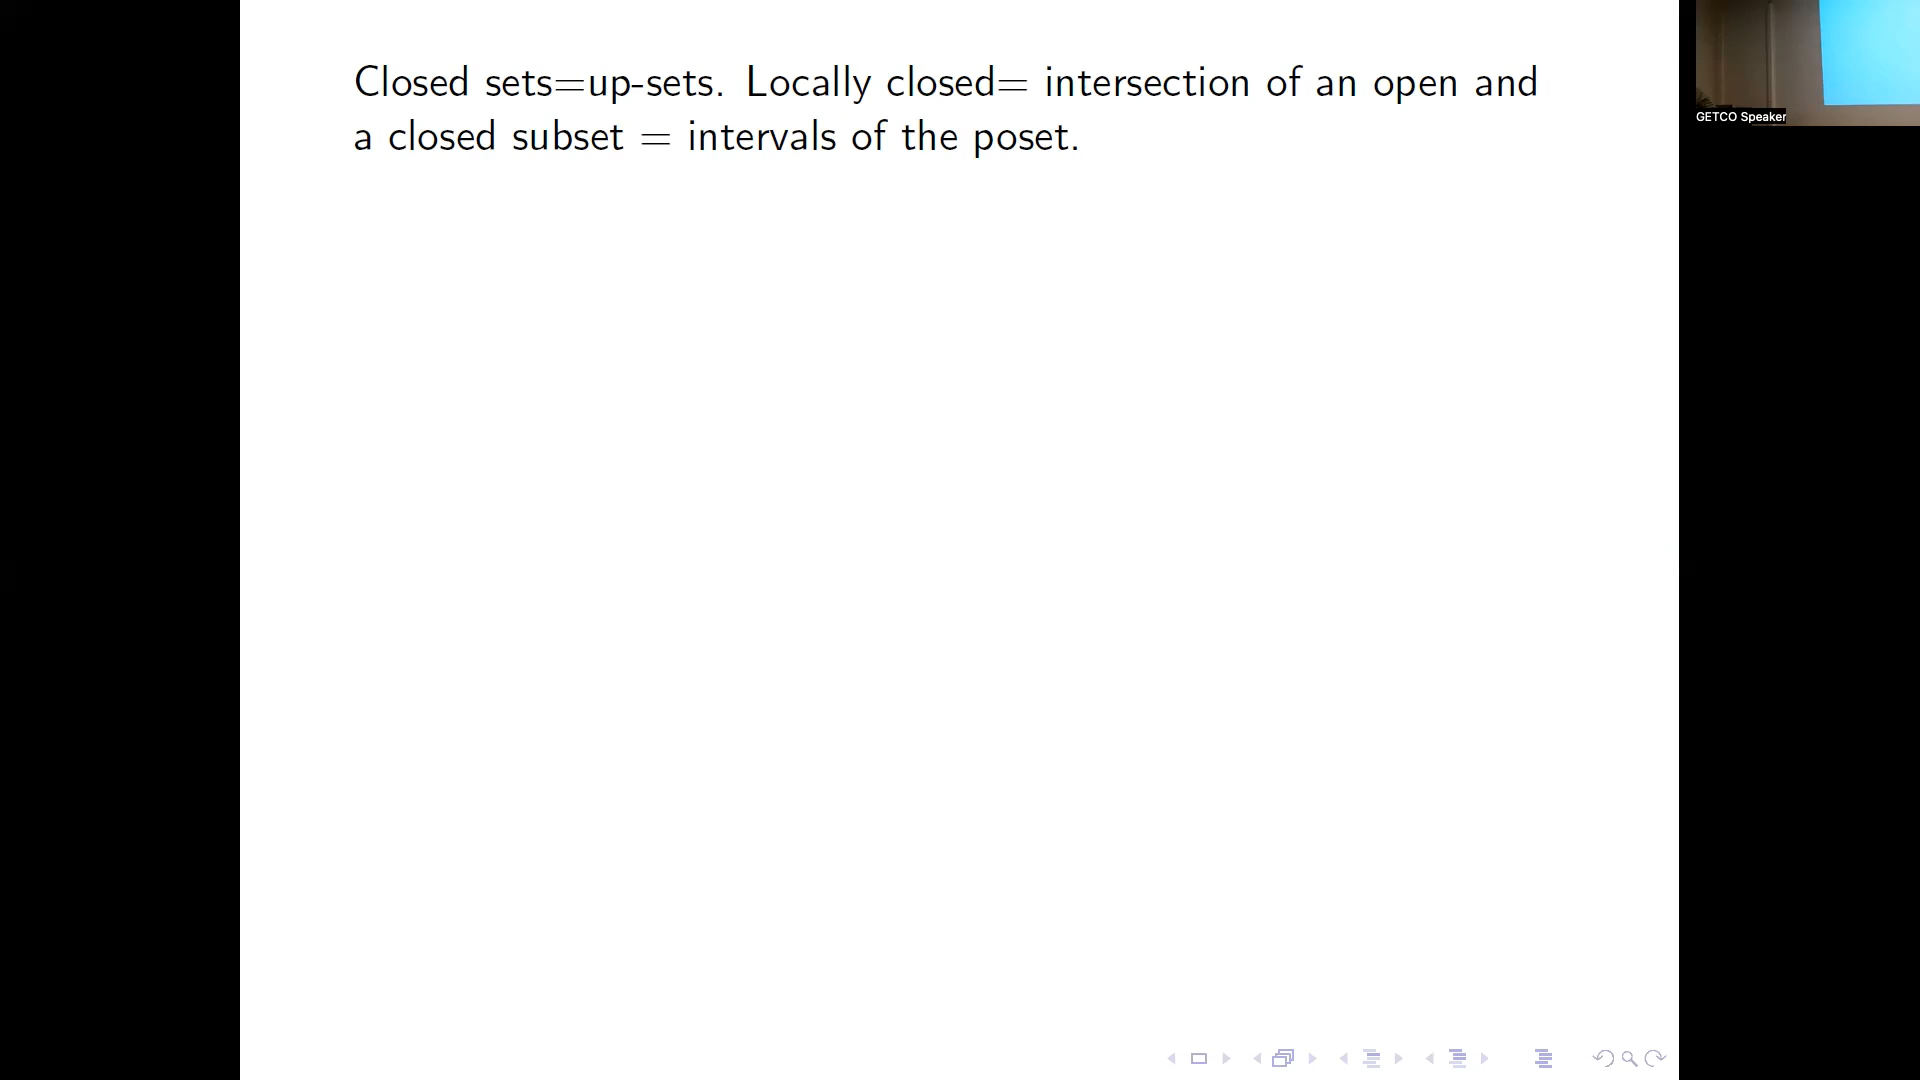 Closed sets=up-sets. Locally closed= intersection of an open and
a closed subset = intervals of the poset.
GETCO Speaker